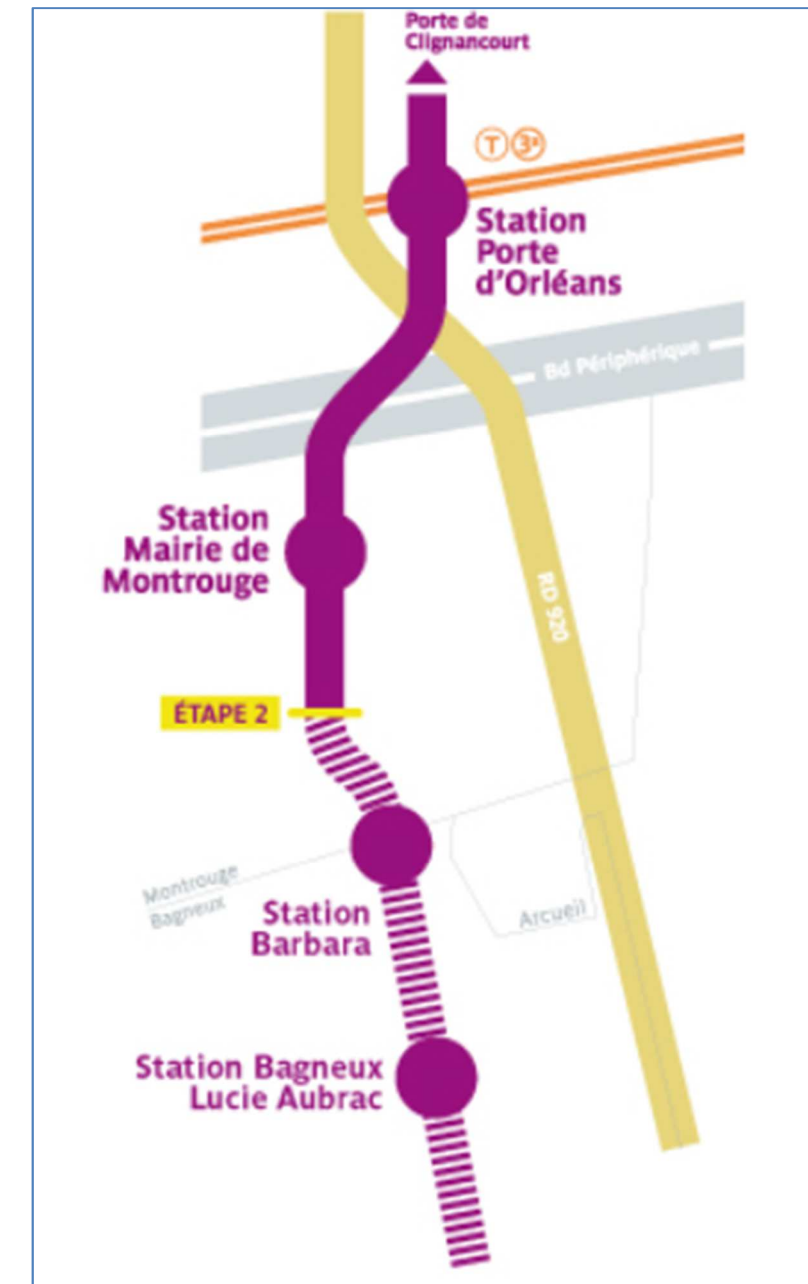 Porte de
Clignancourt
T 3a
Station
Porte
d'Orléans
Bd Périphérique
Station
Mairie de
Montrouge
RD 920
ÉTAPE 2
Montrouge
Bagneux
Arcueil
Station
Barbara
Station Bagneux
Lucie Aubrac